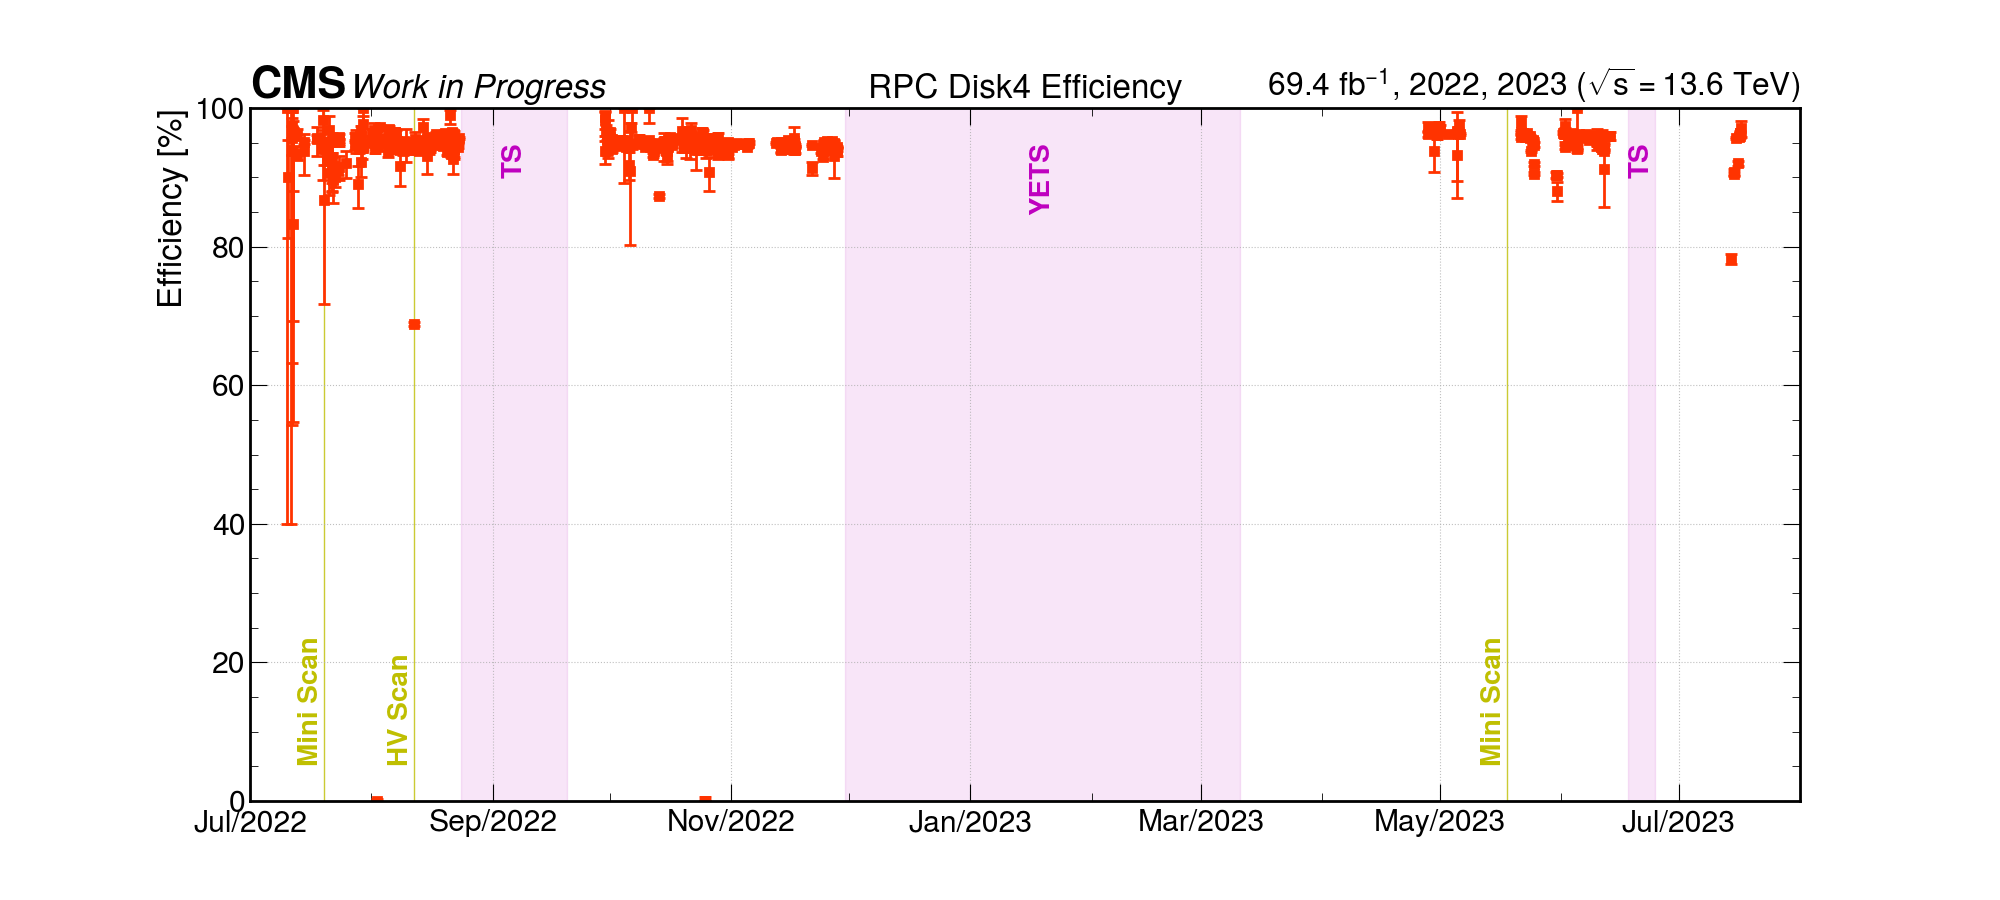 CMS Work in Progress
RPC Disk4 Efficiency
69.4 fb⁻¹, 2022, 2023 (√s = 13.6 TeV)
Efficiency [%]
100
80
60
40
20
0
TS
YETS
TS
Mini Scan
HV Scan
Mini Scan
Jul/2022
Sep/2022
Nov/2022
Jan/2023
Mar/2023
May/2023
Jul/2023